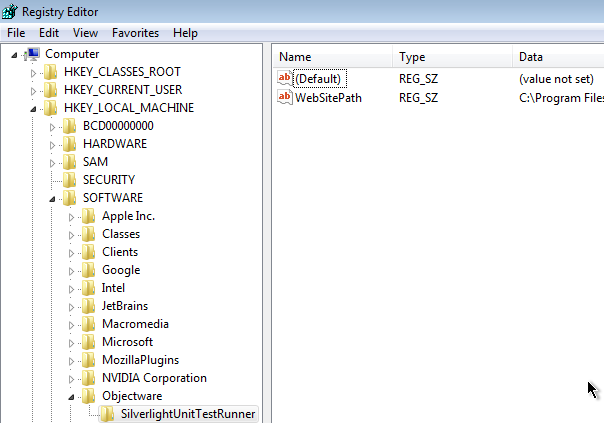 Registry Editor
File Edit View Favorites Help
Computer
HKEY_CLASSES_ROOT
HKEY_CURRENT_USER
HKEY_LOCAL_MACHINE
BCD00000000
HARDWARE
SAM
SECURITY
SOFTWARE
Apple Inc.
Classes
Clients
Google
Intel
JetBrains
Macromedia
Microsoft
MozillaPlugins
NVIDIA Corporation
Objectware
SilverlightUnitTestRunner
Name Type Data
ab (Default) REG_SZ (value not set)
ab WebSitePath REG_SZ C:\Program Files